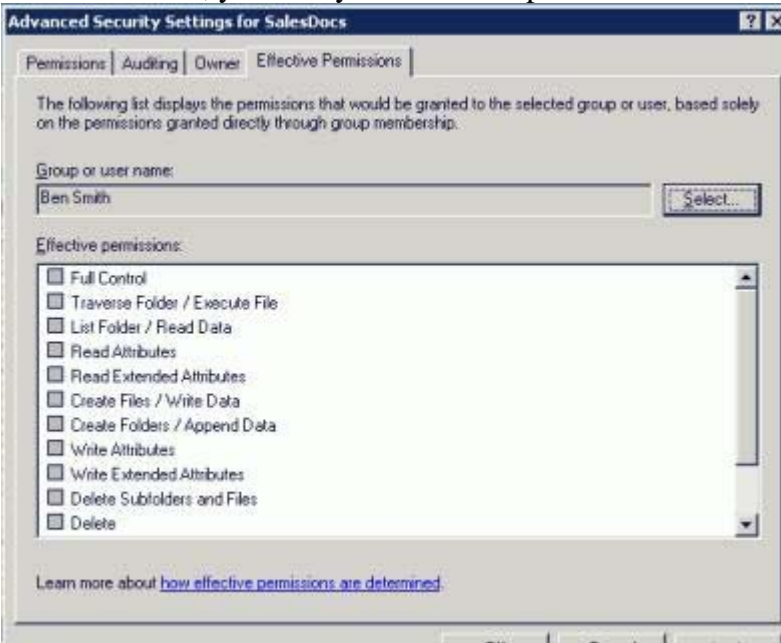 Advanced Security Settings for SalesDocs
Permissions Auditing Owner Effective Permissions
The following list displays the permissions that would be granted to the selected group or user, based solely
on the permissions granted directly through group membership.
Group or user name:
Ben Smith Select...
Effective permissions:
Full Control
Traverse Folder / Execute File
List Folder / Read Data
Read Attributes
Read Extended Attributes
Create Files / Write Data
Create Folders / Append Data
Write Attributes
Write Extended Attributes
Delete Subfolders and Files
Delete
Learn more about how effective permissions are determined.